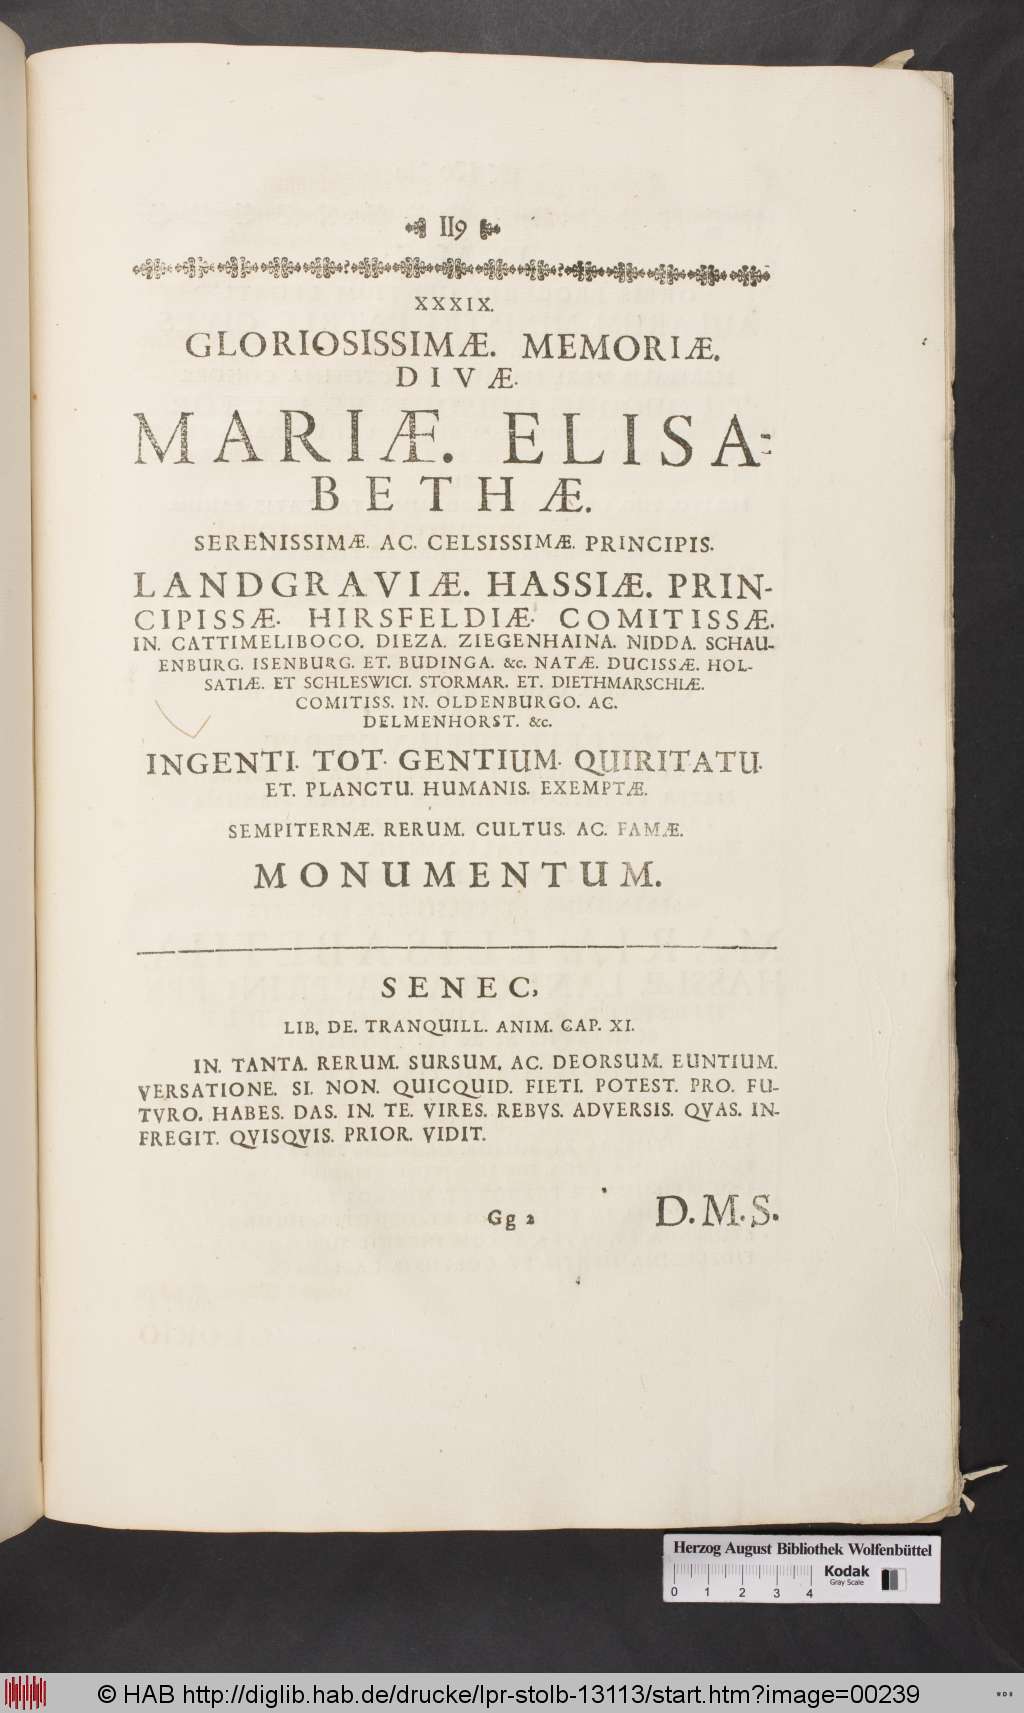 119
XXXIX.
GLORIOSISSIMÆ. MEMORIÆ.
DIVÆ.
MARIÆ. ELISA=
BETHÆ.
SERENISSIMÆ. AC. CELSISSIMÆ. PRINCIPIS.
LANDGRAVIÆ. HASSIÆ. PRIN-
CIPISSÆ. HIRSFELDIÆ. COMITISSÆ.
IN. CATTIMELIBOCO. DIEZA. ZIEGENHAINA. NIDDA. SCHAU-
ENBURG. ISENBURG. ET. BUDINGA. &c. NATÆ. DUCISSÆ. HOL-
SATIÆ. ET SCHLESWICI. STORMAR. ET. DIETHMARSCHIÆ.
COMITISS. IN. OLDENBURGO. AC.
DELMENHORST. &c.
INGENTI. TOT. GENTIUM. QUIRITATU.
ET. PLANCTU. HUMANIS. EXEMPTÆ.
SEMPITERNÆ. RERUM. CULTUS. AC. FAMÆ.
MONUMENTUM.
SENEC,
LIB. DE. TRANQUILL. ANIM. CAP. XI.
IN. TANTA. RERUM. SURSUM. AC. DEORSUM. EUNTIUM.
VERSATIONE. SI. NON. QUICQUID. FIETI. POTEST. PRO. FU-
TVRO. HABES. DAS. IN. TE. VIRES. REBVS. ADVERSIS. QVAS. IN-
FREGIT. QVISQVIS. PRIOR. VIDIT.
Gg 2 D.M.S.
Herzog August Bibliothek Wolfenbüttel
Kodak
Gray Scale
0 1 2 3 4
© HAB http://diglib.hab.de/drucke/lpr-stolb-13113/start.htm?image=00239